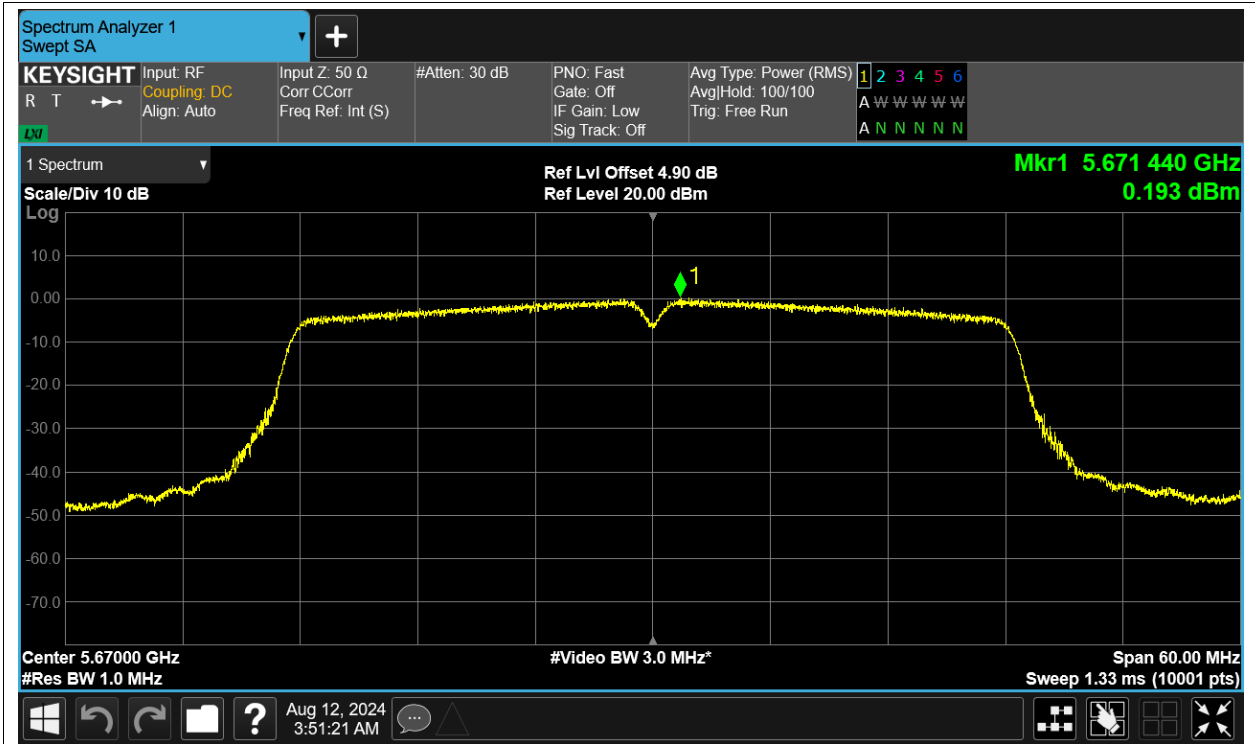 Spectrum Analyzer 1
Swept SA
KEYSIGHT
R T
LXI
Input: RF
Coupling: DC
Align: Auto
Input Z: 50 Ω
Corr CCorr
Freq Ref: Int (S)
#Atten: 30 dB
PNO: Fast
Gate: Off
IF Gain: Low
Sig Track: Off
Avg Type: Power (RMS)
Avg|Hold: 100/100
Trig: Free Run
1 2 3 4 5 6
A W W W W W
A N N N N N
1 Spectrum
Scale/Div 10 dB
Log
Ref Lvl Offset 4.90 dB
Ref Level 20.00 dBm
Mkr1 5.671 440 GHz
0.193 dBm
1
10.0
0.00
-10.0
-20.0
-30.0
-40.0
-50.0
-60.0
-70.0
Center 5.67000 GHz
#Res BW 1.0 MHz
#Video BW 3.0 MHz*
Span 60.00 MHz
Sweep 1.33 ms (10001 pts)
?
Aug 12, 2024
3:51:21 AM